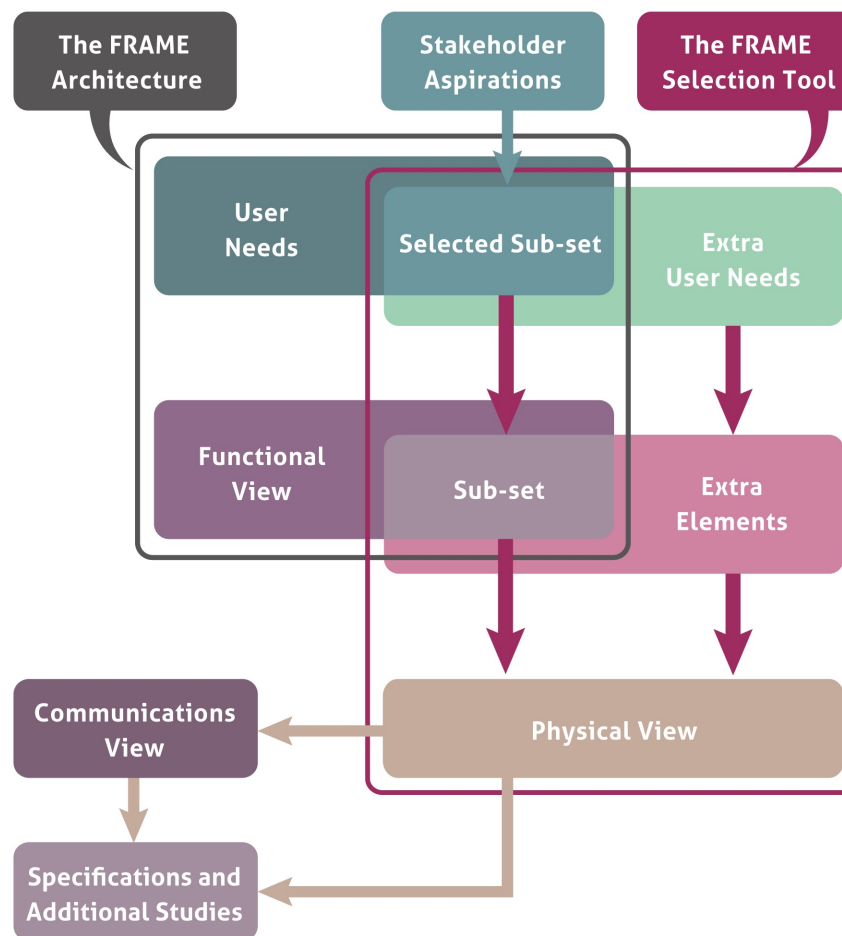 The FRAME
Architecture
Stakeholder
Aspirations
The FRAME
Selection Tool
User
Needs
Selected Sub-set
Extra
User Needs
Functional
View
Sub-set
Extra
Elements
Communications
View
Physical View
Specifications and
Additional Studies